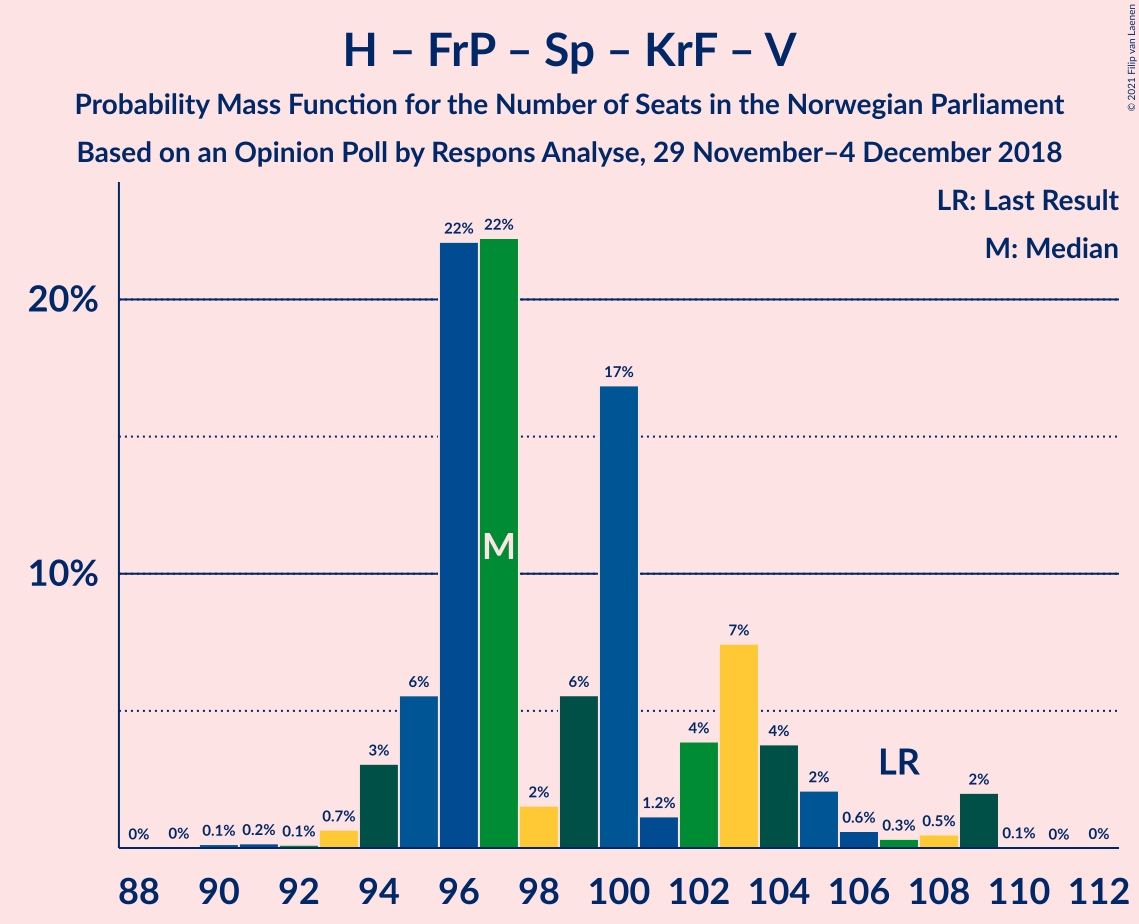 H – FrP – Sp – KrF – V
Probability Mass Function for the Number of Seats in the Norwegian Parliament
Based on an Opinion Poll by Respons Analyse, 29 November–4 December 2018
© 2021 Filip van Laenen
LR: Last Result
M: Median
20%
10%
0% 0% 0.1% 0.2% 0.1% 0.7% 3% 6% 22% 22% 2% 6% 17% 1.2% 4% 7% 4% 2% 0.6% 0.3% 0.5% 2% 0.1% 0% 0%
M
LR
88 90 92 94 96 98 100 102 104 106 108 110 112